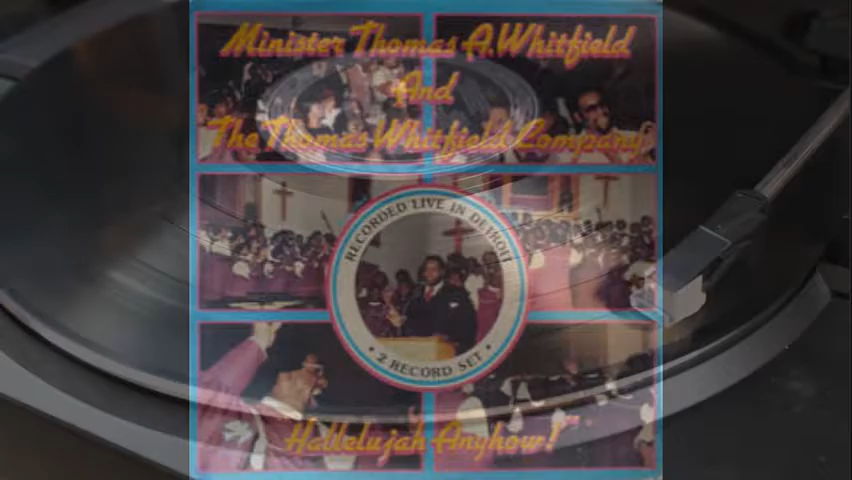 Minister Thomas A. Whitfield
And
The Thomas Whitfield Company
RECORDED LIVE IN DETROIT
• 2 RECORD SET •
Hallelujah Anyhow!